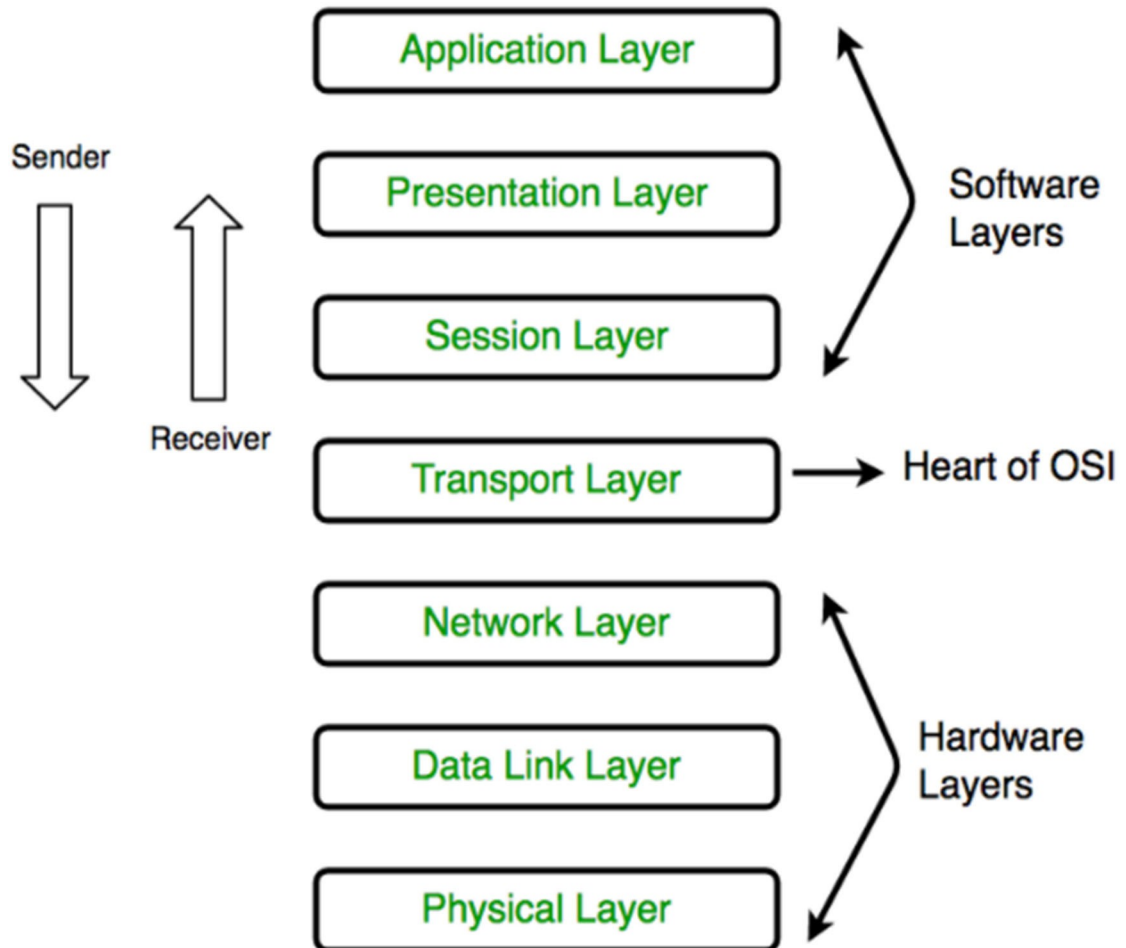 Application Layer
Sender
Presentation Layer
Software
Layers
Session Layer
Receiver
Transport Layer
Heart of OSI
Network Layer
Data Link Layer
Hardware
Layers
Physical Layer